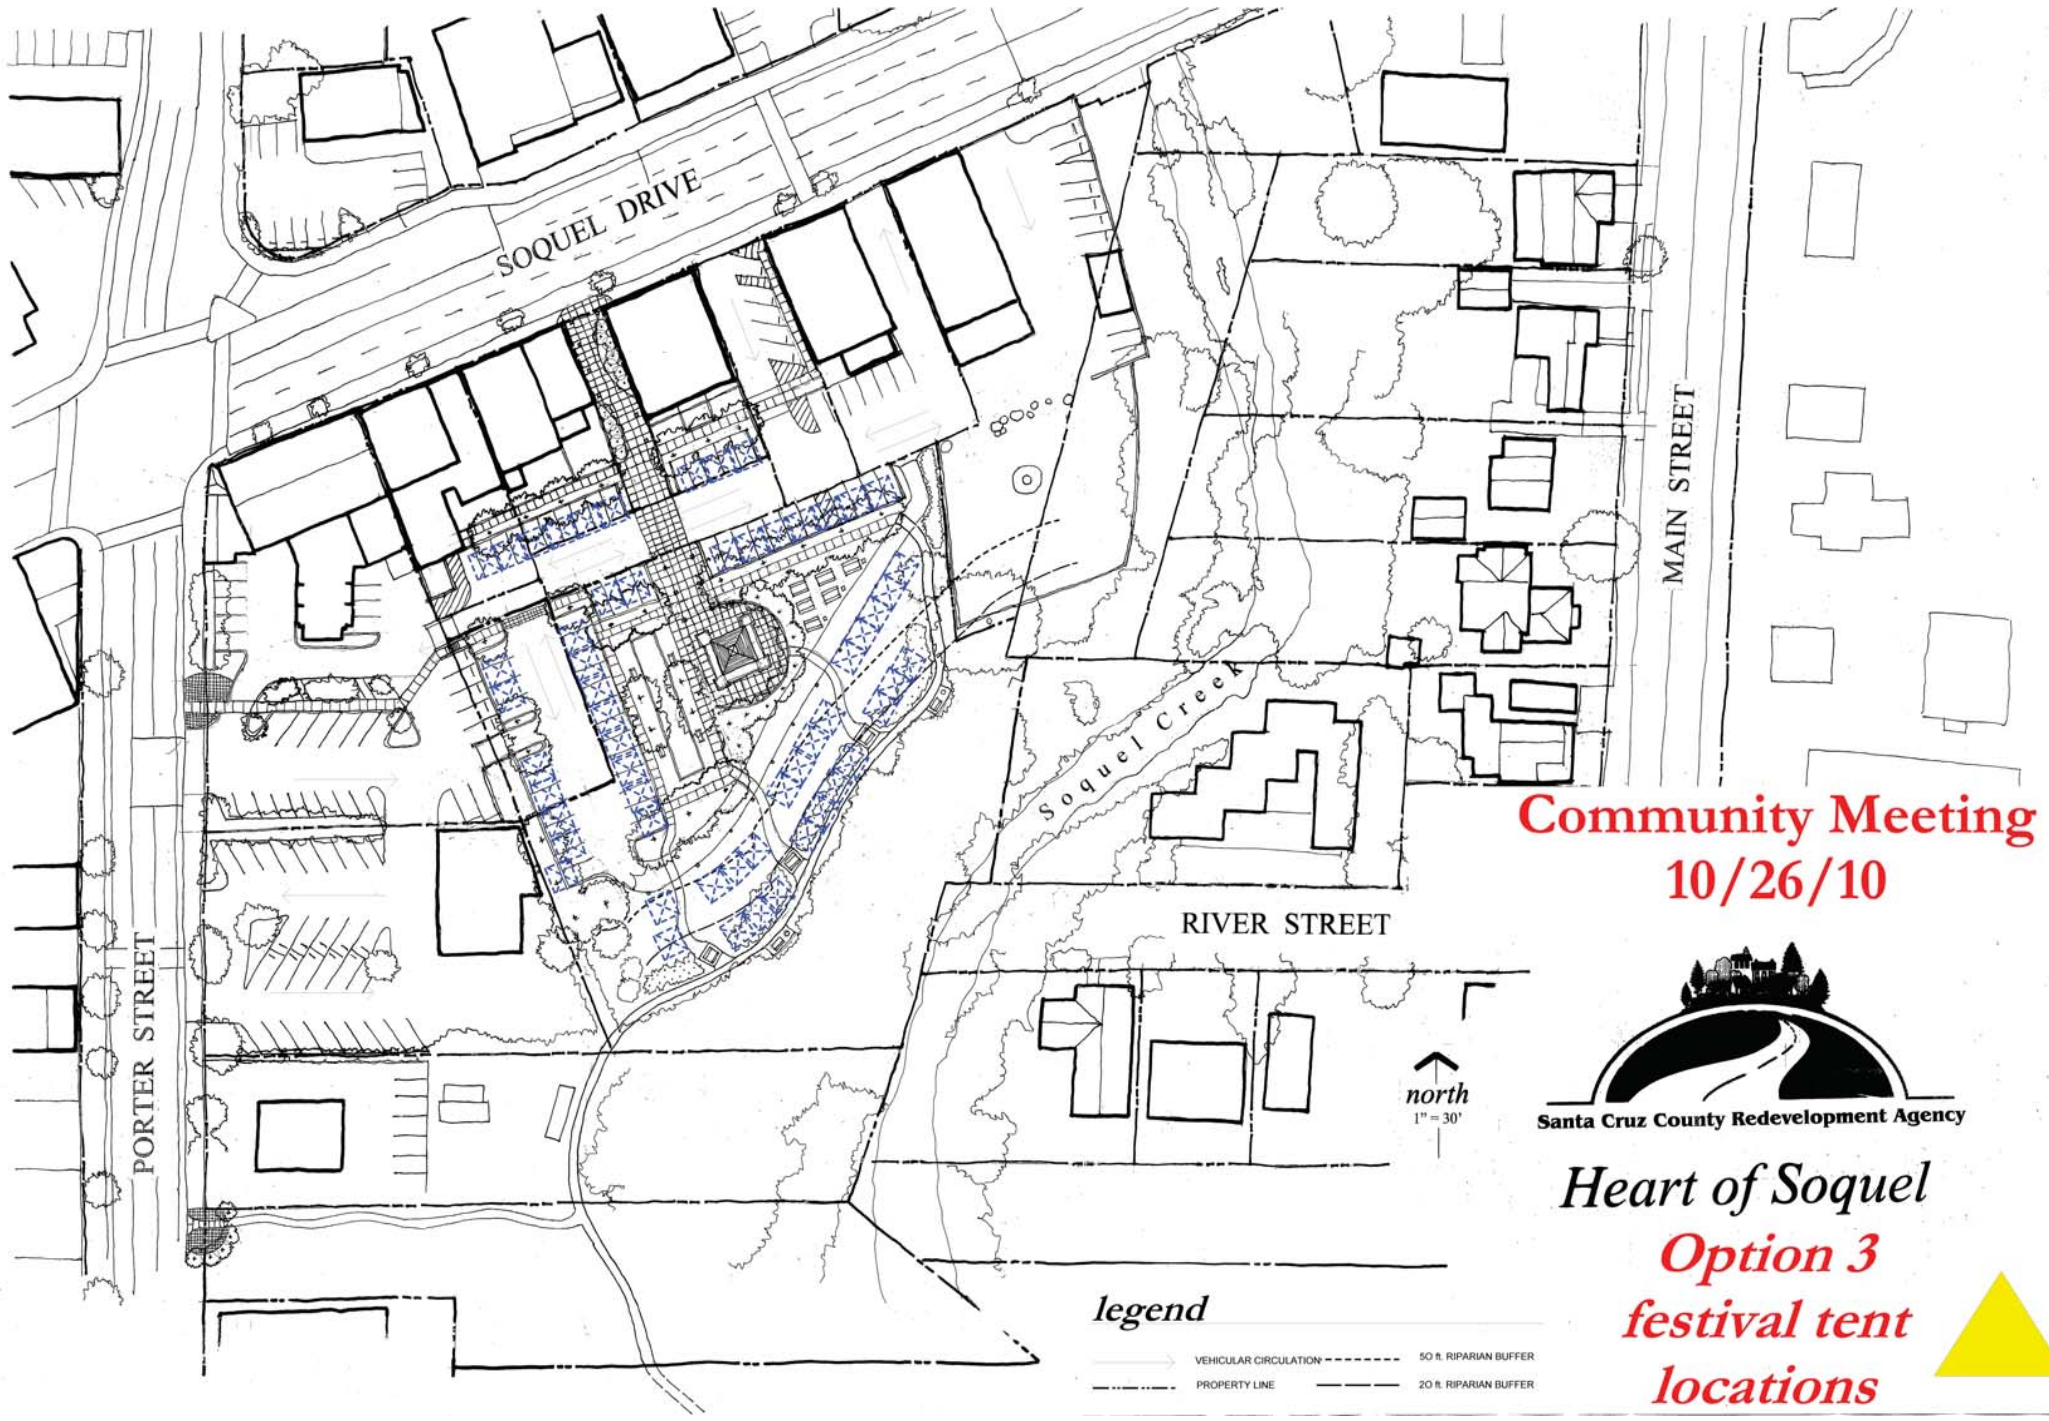 SOQUEL DRIVE
MAIN STREET
Soquel Creek
Community Meeting
10/26/10
RIVER STREET
PORTER STREET
north
1" = 30'
Santa Cruz County Redevelopment Agency
Heart of Soquel
Option 3
festival tent
locations
legend
VEHICULAR CIRCULATION
50 ft. RIPARIAN BUFFER
PROPERTY LINE
20 ft. RIPARIAN BUFFER